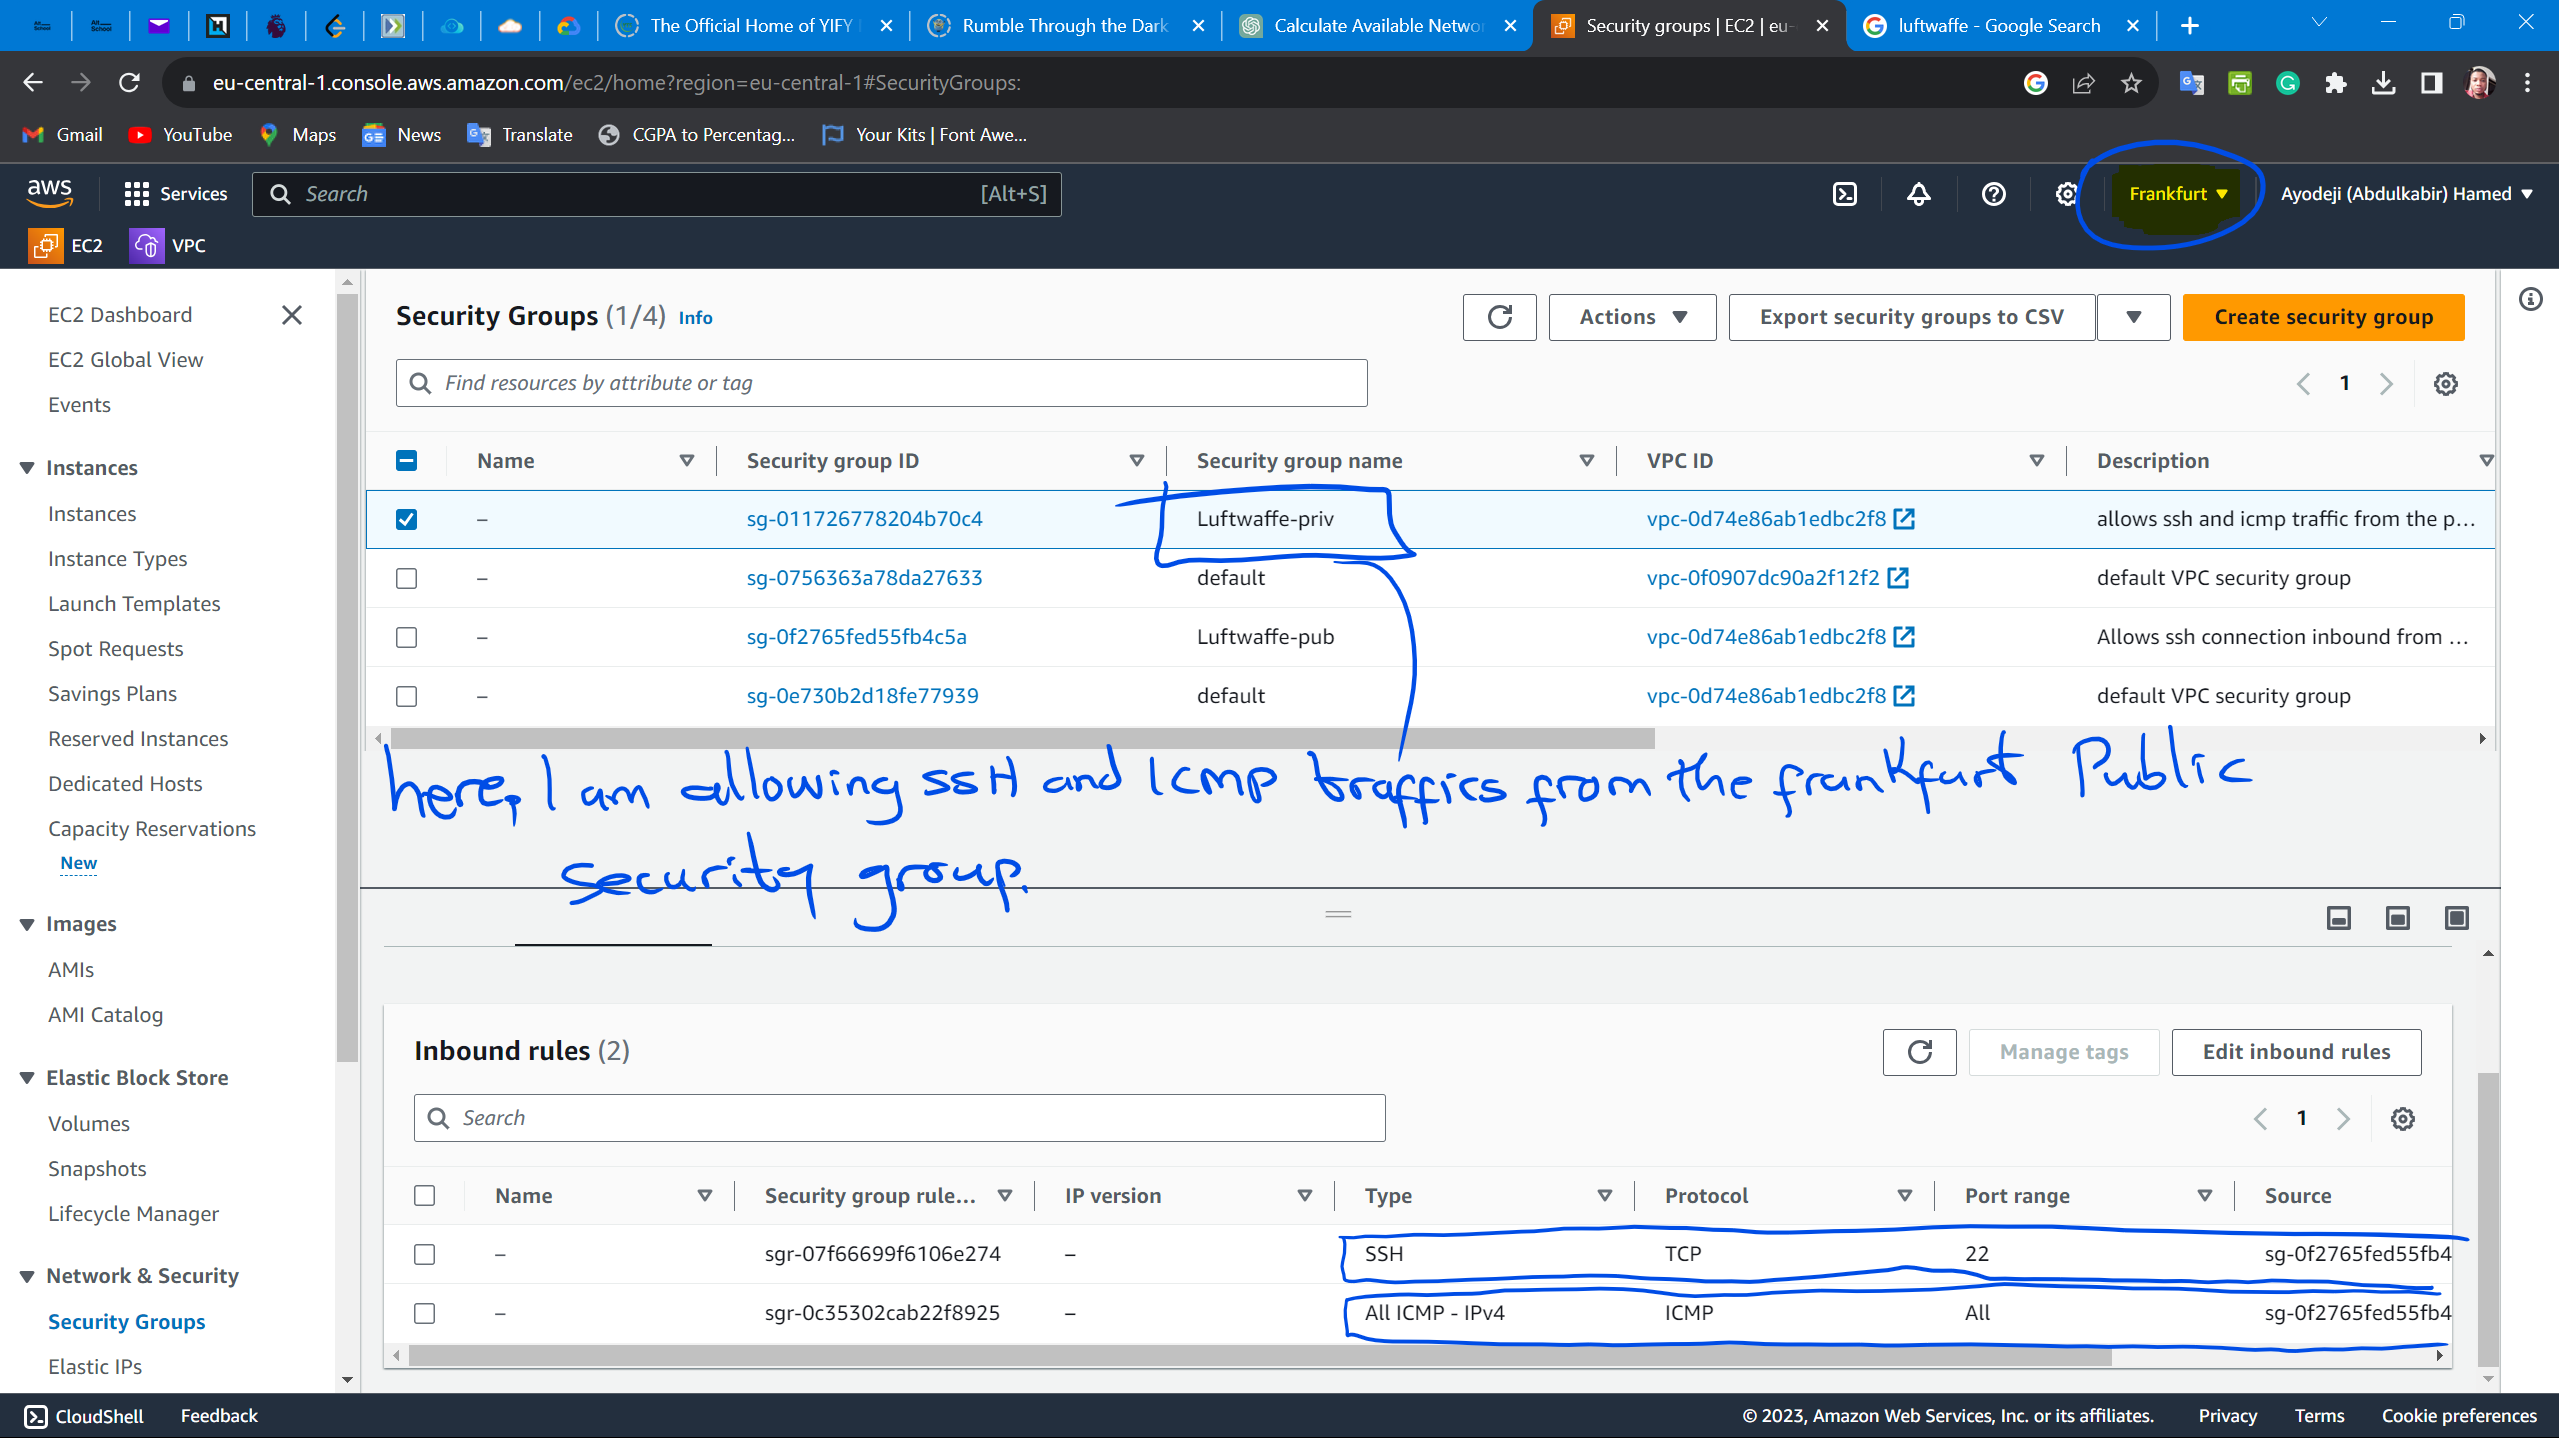 Alt School
Alt School
The Official Home of YIFY
Rumble Through the Dark
Calculate Available Netwo
Security groups | EC2 | eu-
luftwaffe - Google Search
eu-central-1.console.aws.amazon.com/ec2/home?region=eu-central-1#SecurityGroups:
Gmail YouTube Maps News Translate CGPA to Percentag... Your Kits | Font Awe...
aws Services Search [Alt+S] Frankfurt Ayodeji (Abdulkabir) Hamed
EC2 VPC
EC2 Dashboard
EC2 Global View
Events
Instances
Instances
Instance Types
Launch Templates
Spot Requests
Savings Plans
Reserved Instances
Dedicated Hosts
Capacity Reservations
New
Images
AMIs
AMI Catalog
Elastic Block Store
Volumes
Snapshots
Lifecycle Manager
Network & Security
Security Groups
Elastic IPs
Security Groups (1/4) Info Actions Export security groups to CSV Create security group
Find resources by attribute or tag 1
Name Security group ID Security group name VPC ID Description
– sg-011726778204b70c4 Luftwaffe-priv vpc-0d74e86ab1edbc2f8 allows ssh and icmp traffic from the p...
– sg-0756363a78da27633 default vpc-0f0907dc90a2f12f2 default VPC security group
– sg-0f2765fed55fb4c5a Luftwaffe-pub vpc-0d74e86ab1edbc2f8 Allows ssh connection inbound from ...
– sg-0e730b2d18fe77939 default vpc-0d74e86ab1edbc2f8 default VPC security group
here, I am allowing ssH and Icmp traffics from the frankfurt Public
security group.
Inbound rules (2) Manage tags Edit inbound rules
Search 1
Name Security group rule... IP version Type Protocol Port range Source
– sgr-07f66699f6106e274 – SSH TCP 22 sg-0f2765fed55fb4
– sgr-0c35302cab22f8925 – All ICMP - IPv4 ICMP All sg-0f2765fed55fb4
CloudShell Feedback © 2023, Amazon Web Services, Inc. or its affiliates. Privacy Terms Cookie preferences